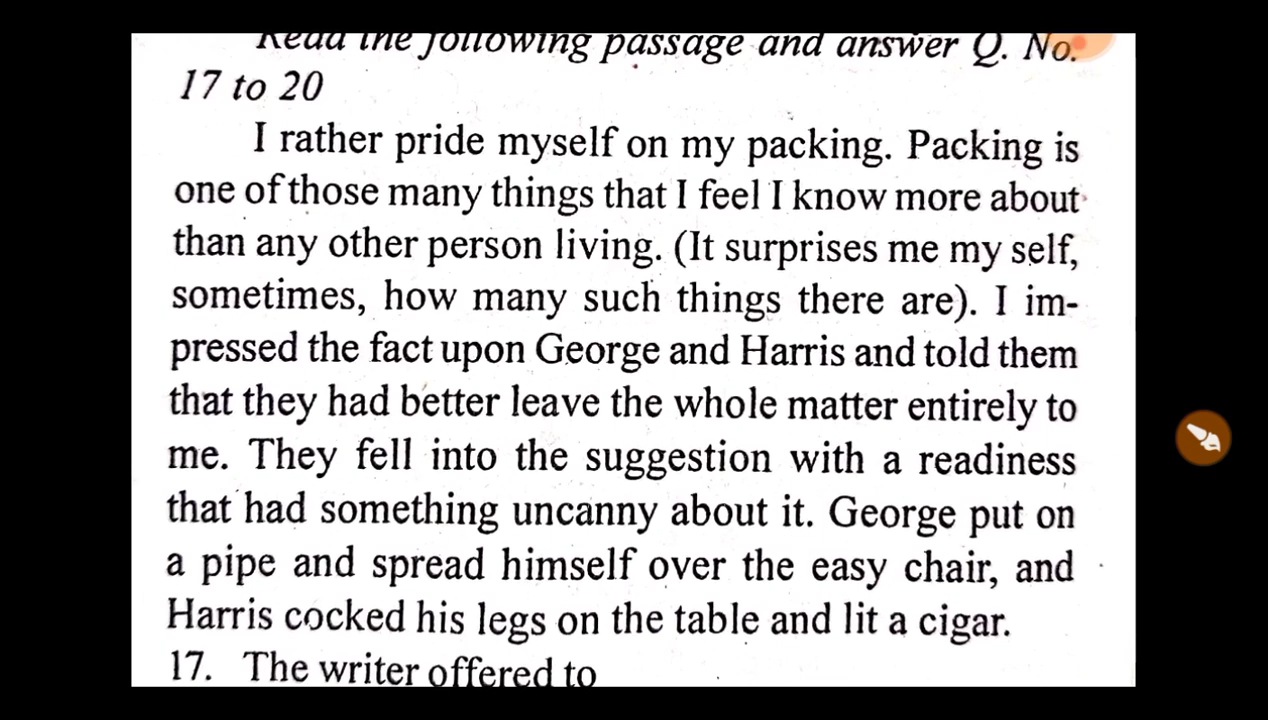 Read the following passage and answer Q. No.
17 to 20
I rather pride myself on my packing. Packing is
one of those many things that I feel I know more about
than any other person living. (It surprises me my self,
sometimes, how many such things there are). I im-
pressed the fact upon George and Harris and told them
that they had better leave the whole matter entirely to
me. They fell into the suggestion with a readiness
that had something uncanny about it. George put on
a pipe and spread himself over the easy chair, and
Harris cocked his legs on the table and lit a cigar.
17. The writer offered to